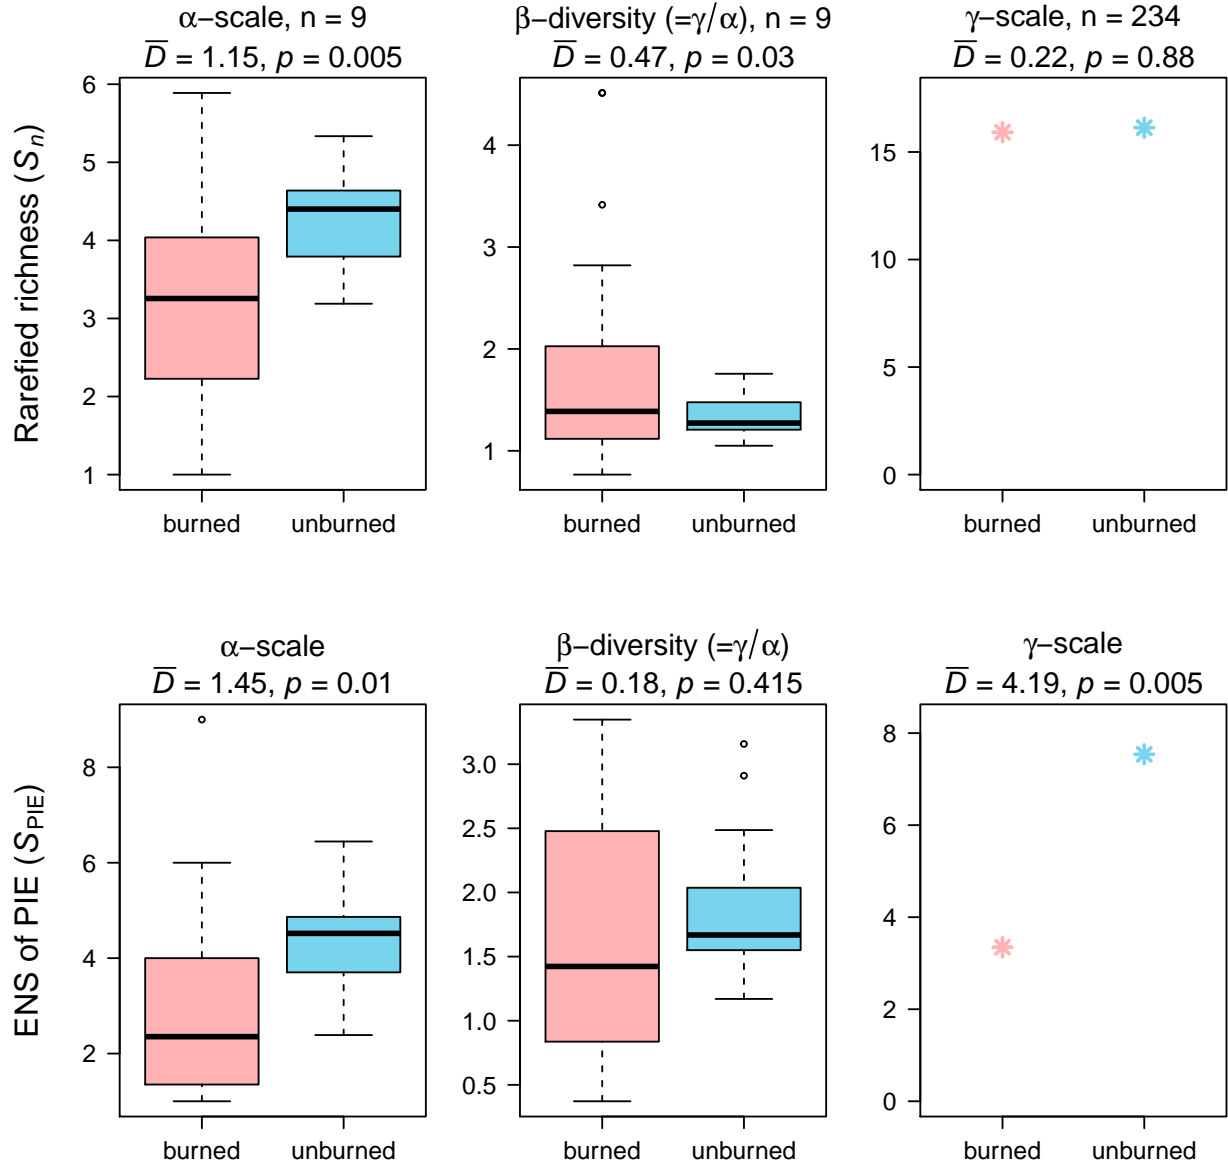 α−scale, n = 9
D̅ = 1.15, p = 0.005
β−diversity (=γ/α), n = 9
D̅ = 0.47, p = 0.03
γ−scale, n = 234
D̅ = 0.22, p = 0.88
Rarefied richness (Sn)
6
5
4
3
2
1
burned unburned
4
3
2
1
burned unburned
15
10
5
0
burned unburned
α−scale
D̅ = 1.45, p = 0.01
β−diversity (=γ/α)
D̅ = 0.18, p = 0.415
γ−scale
D̅ = 4.19, p = 0.005
ENS of PIE (SPIE)
8
6
4
2
burned unburned
3.0
2.5
2.0
1.5
1.0
0.5
burned unburned
8
6
4
2
0
burned unburned